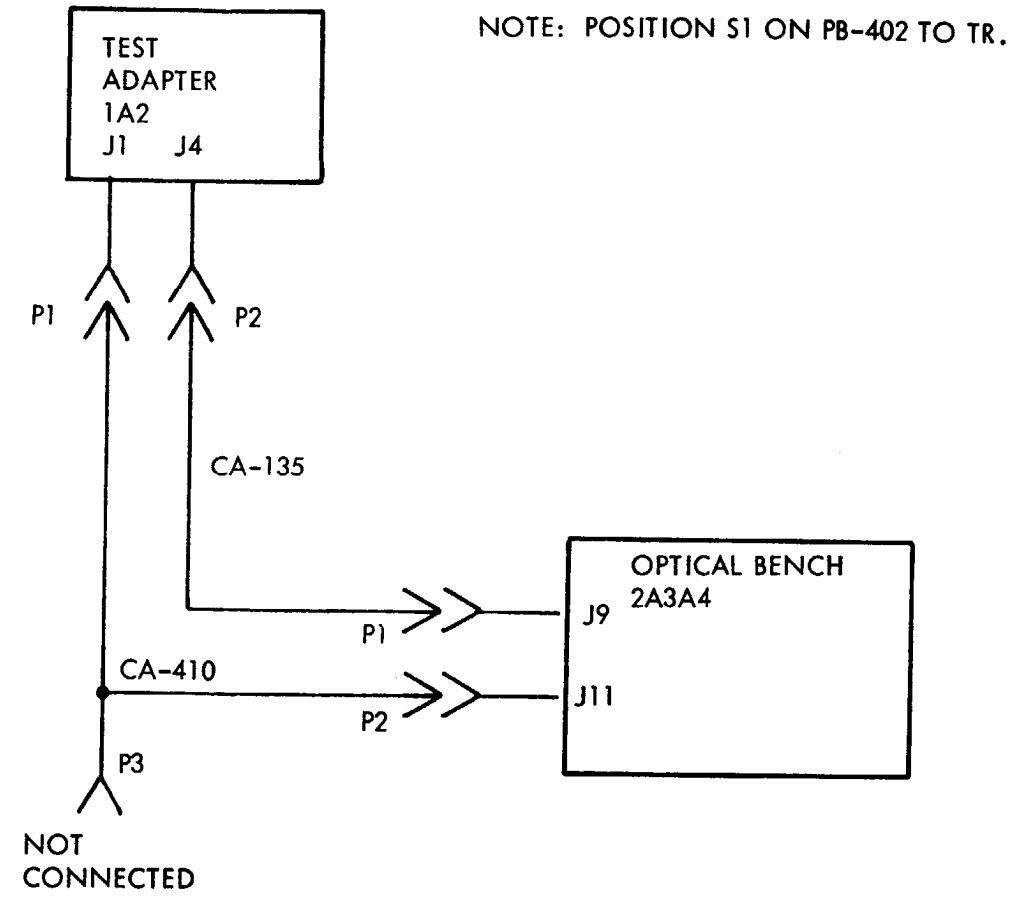 NOTE: POSITION S1 ON PB-402 TO TR.
TEST
ADAPTER
1A2
J1 J4
P1
P2
CA-135
OPTICAL BENCH
2A3A4
J9
P1
CA-410
J11
P2
P3
NOT
CONNECTED